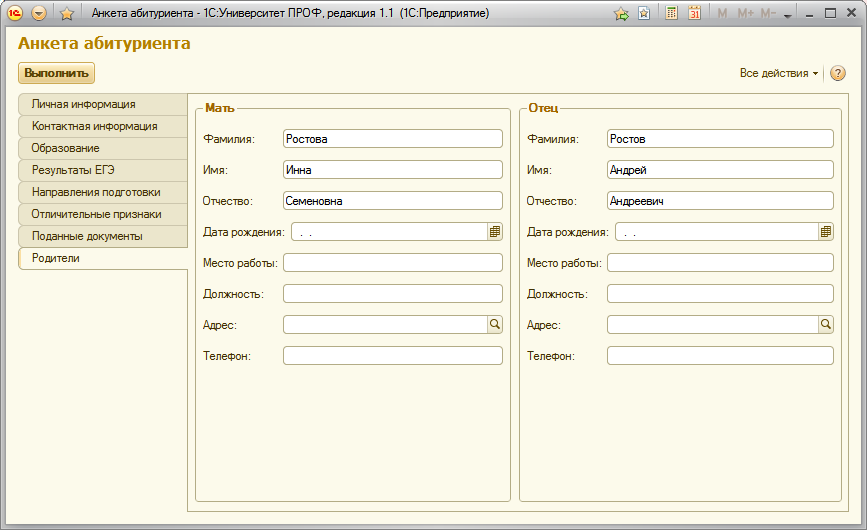 Анкета абитуриента - 1С:Университет ПРОФ, редакция 1.1 (1С:Предприятие)
31 M M+ M-
Анкета абитуриента
Выполнить
Все действия
?
Личная информация
Контактная информация
Образование
Результаты ЕГЭ
Направления подготовки
Отличительные признаки
Поданные документы
Родители
Мать
Фамилия: Ростова
Имя: Инна
Отчество: Семеновна
Дата рождения: . .
Место работы:
Должность:
Адрес:
Телефон:
Отец
Фамилия: Ростов
Имя: Андрей
Отчество: Андреевич
Дата рождения: . .
Место работы:
Должность:
Адрес:
Телефон: